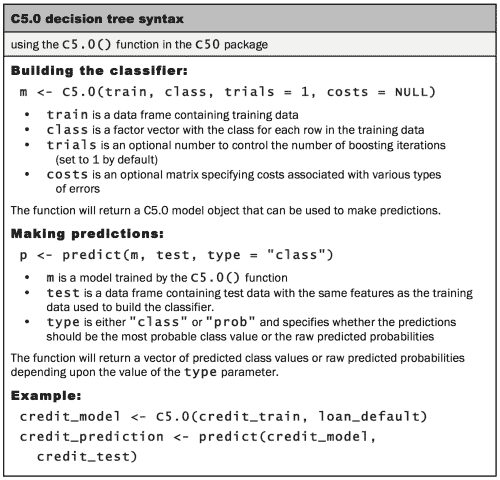 C5.0 decision tree syntax
using the C5.0() function in the C50 package
Building the classifier:
m <- C5.0(train, class, trials = 1, costs = NULL)
• train is a data frame containing training data
• class is a factor vector with the class for each row in the training data
• trials is an optional number to control the number of boosting iterations
(set to 1 by default)
• costs is an optional matrix specifying costs associated with various types
of errors
The function will return a C5.0 model object that can be used to make predictions.
Making predictions:
p <- predict(m, test, type = "class")
• m is a model trained by the C5.0() function
• test is a data frame containing test data with the same features as the training
data used to build the classifier.
• type is either "class" or "prob" and specifies whether the predictions
should be the most probable class value or the raw predicted probabilities
The function will return a vector of predicted class values or raw predicted probabilities
depending upon the value of the type parameter.
Example:
credit_model <- C5.0(credit_train, loan_default)
credit_prediction <- predict(credit_model,
credit_test)